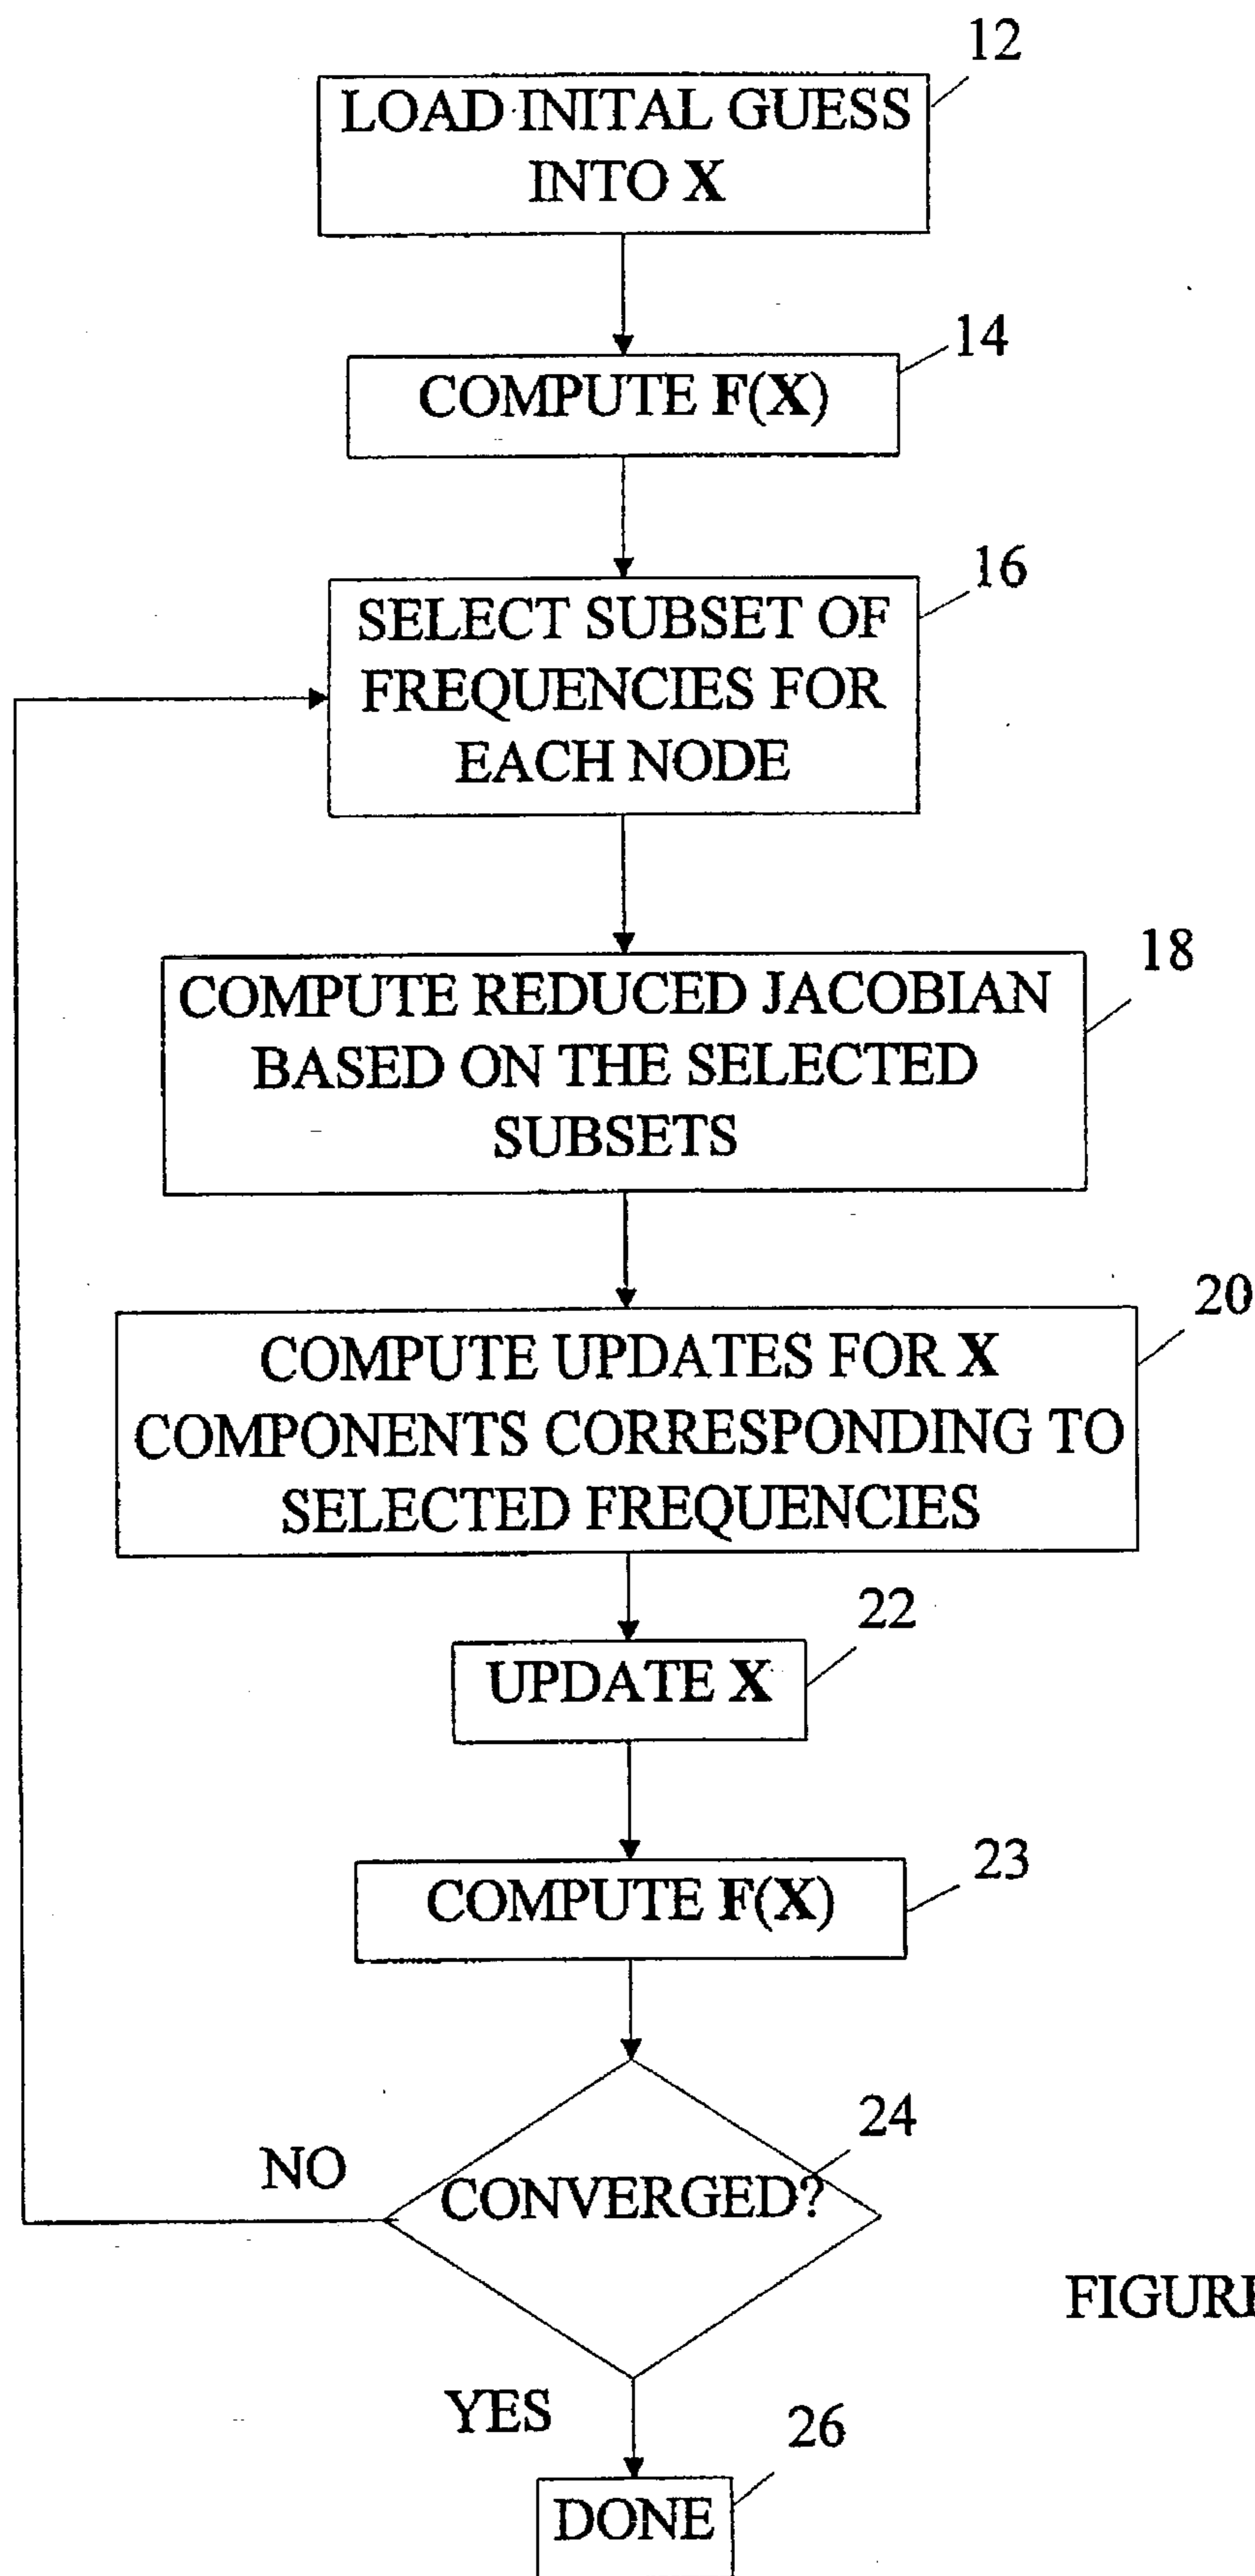 12
LOAD INITAL GUESS
INTO X
14
COMPUTE F(X)
16
SELECT SUBSET OF
FREQUENCIES FOR
EACH NODE
18
COMPUTE REDUCED JACOBIAN
BASED ON THE SELECTED
SUBSETS
20
COMPUTE UPDATES FOR X
COMPONENTS CORRESPONDING TO
SELECTED FREQUENCIES
22
UPDATE X
23
COMPUTE F(X)
24
NO
CONVERGED?
FIGURE
YES
26
DONE